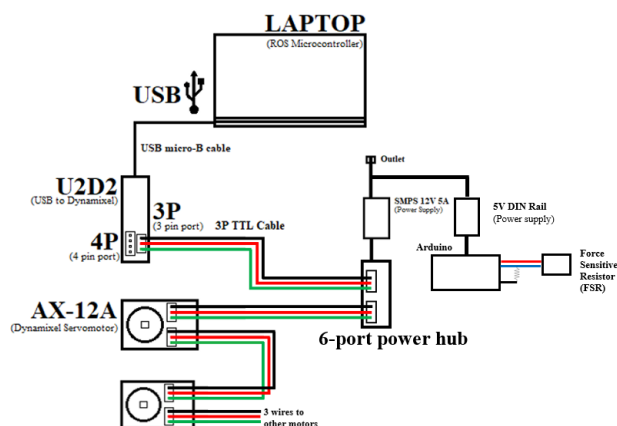 LAPTOP
(ROS Microcontroller)
USB
USB micro-B cable
Outlet
U2D2
(USB to Dynamixel)
SMPS 12V 5A
(Power Supply)
5V DIN Rail
(Power supply)
3P
(3 pin port)
3P TTL Cable
4P
(4 pin port)
Arduino
Force
Sensitive
Resistor
(FSR)
AX-12A
(Dynamixel Servomotor)
6-port power hub
3 wires to
other motors